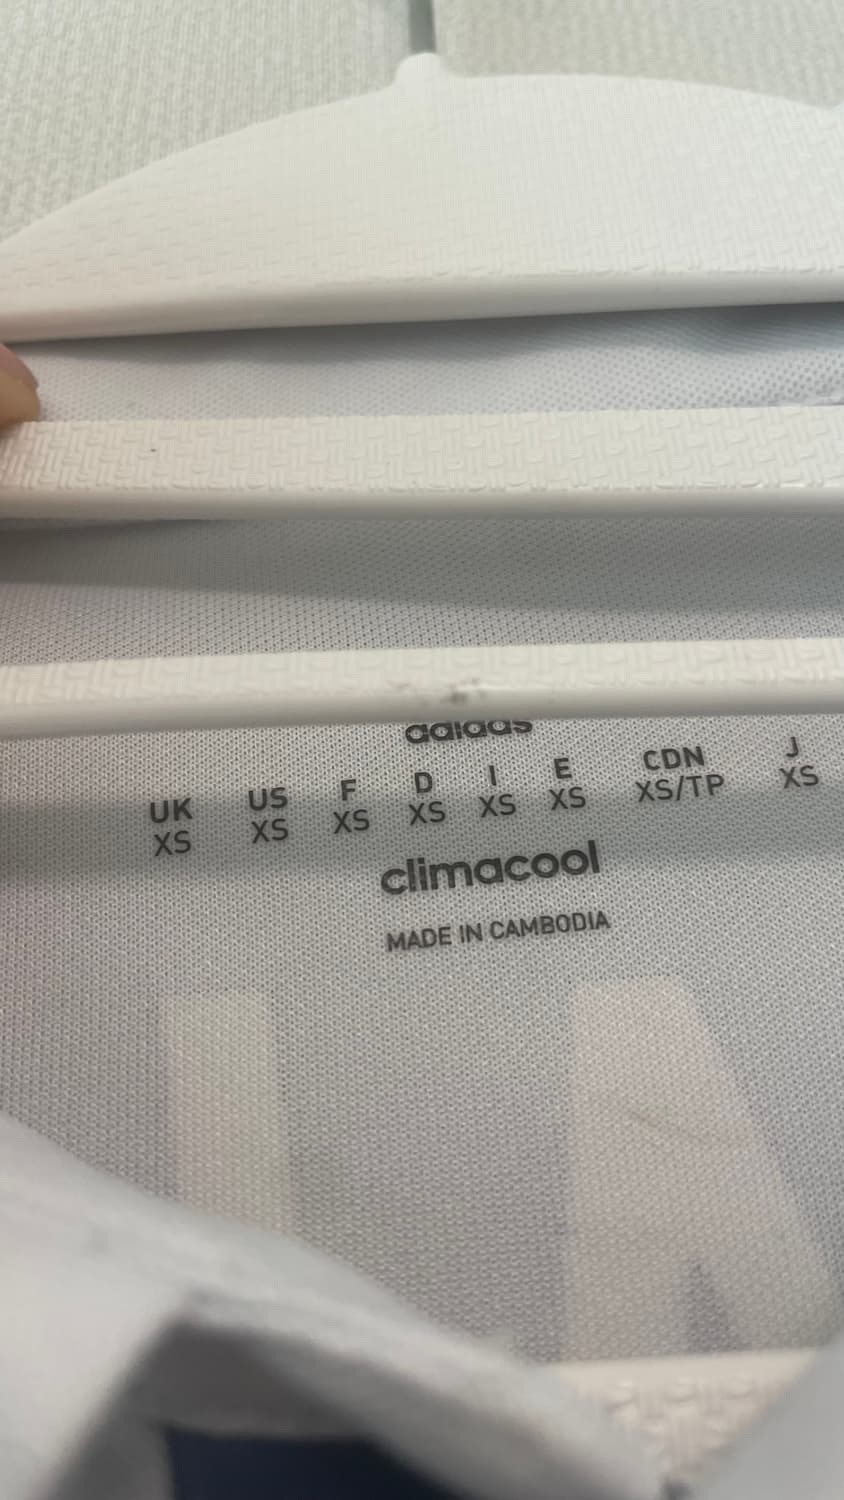 adidas
UK US F D I E CDN J
XS XS XS XS XS XS XS/TP XS
climacool
MADE IN CAMBODIA